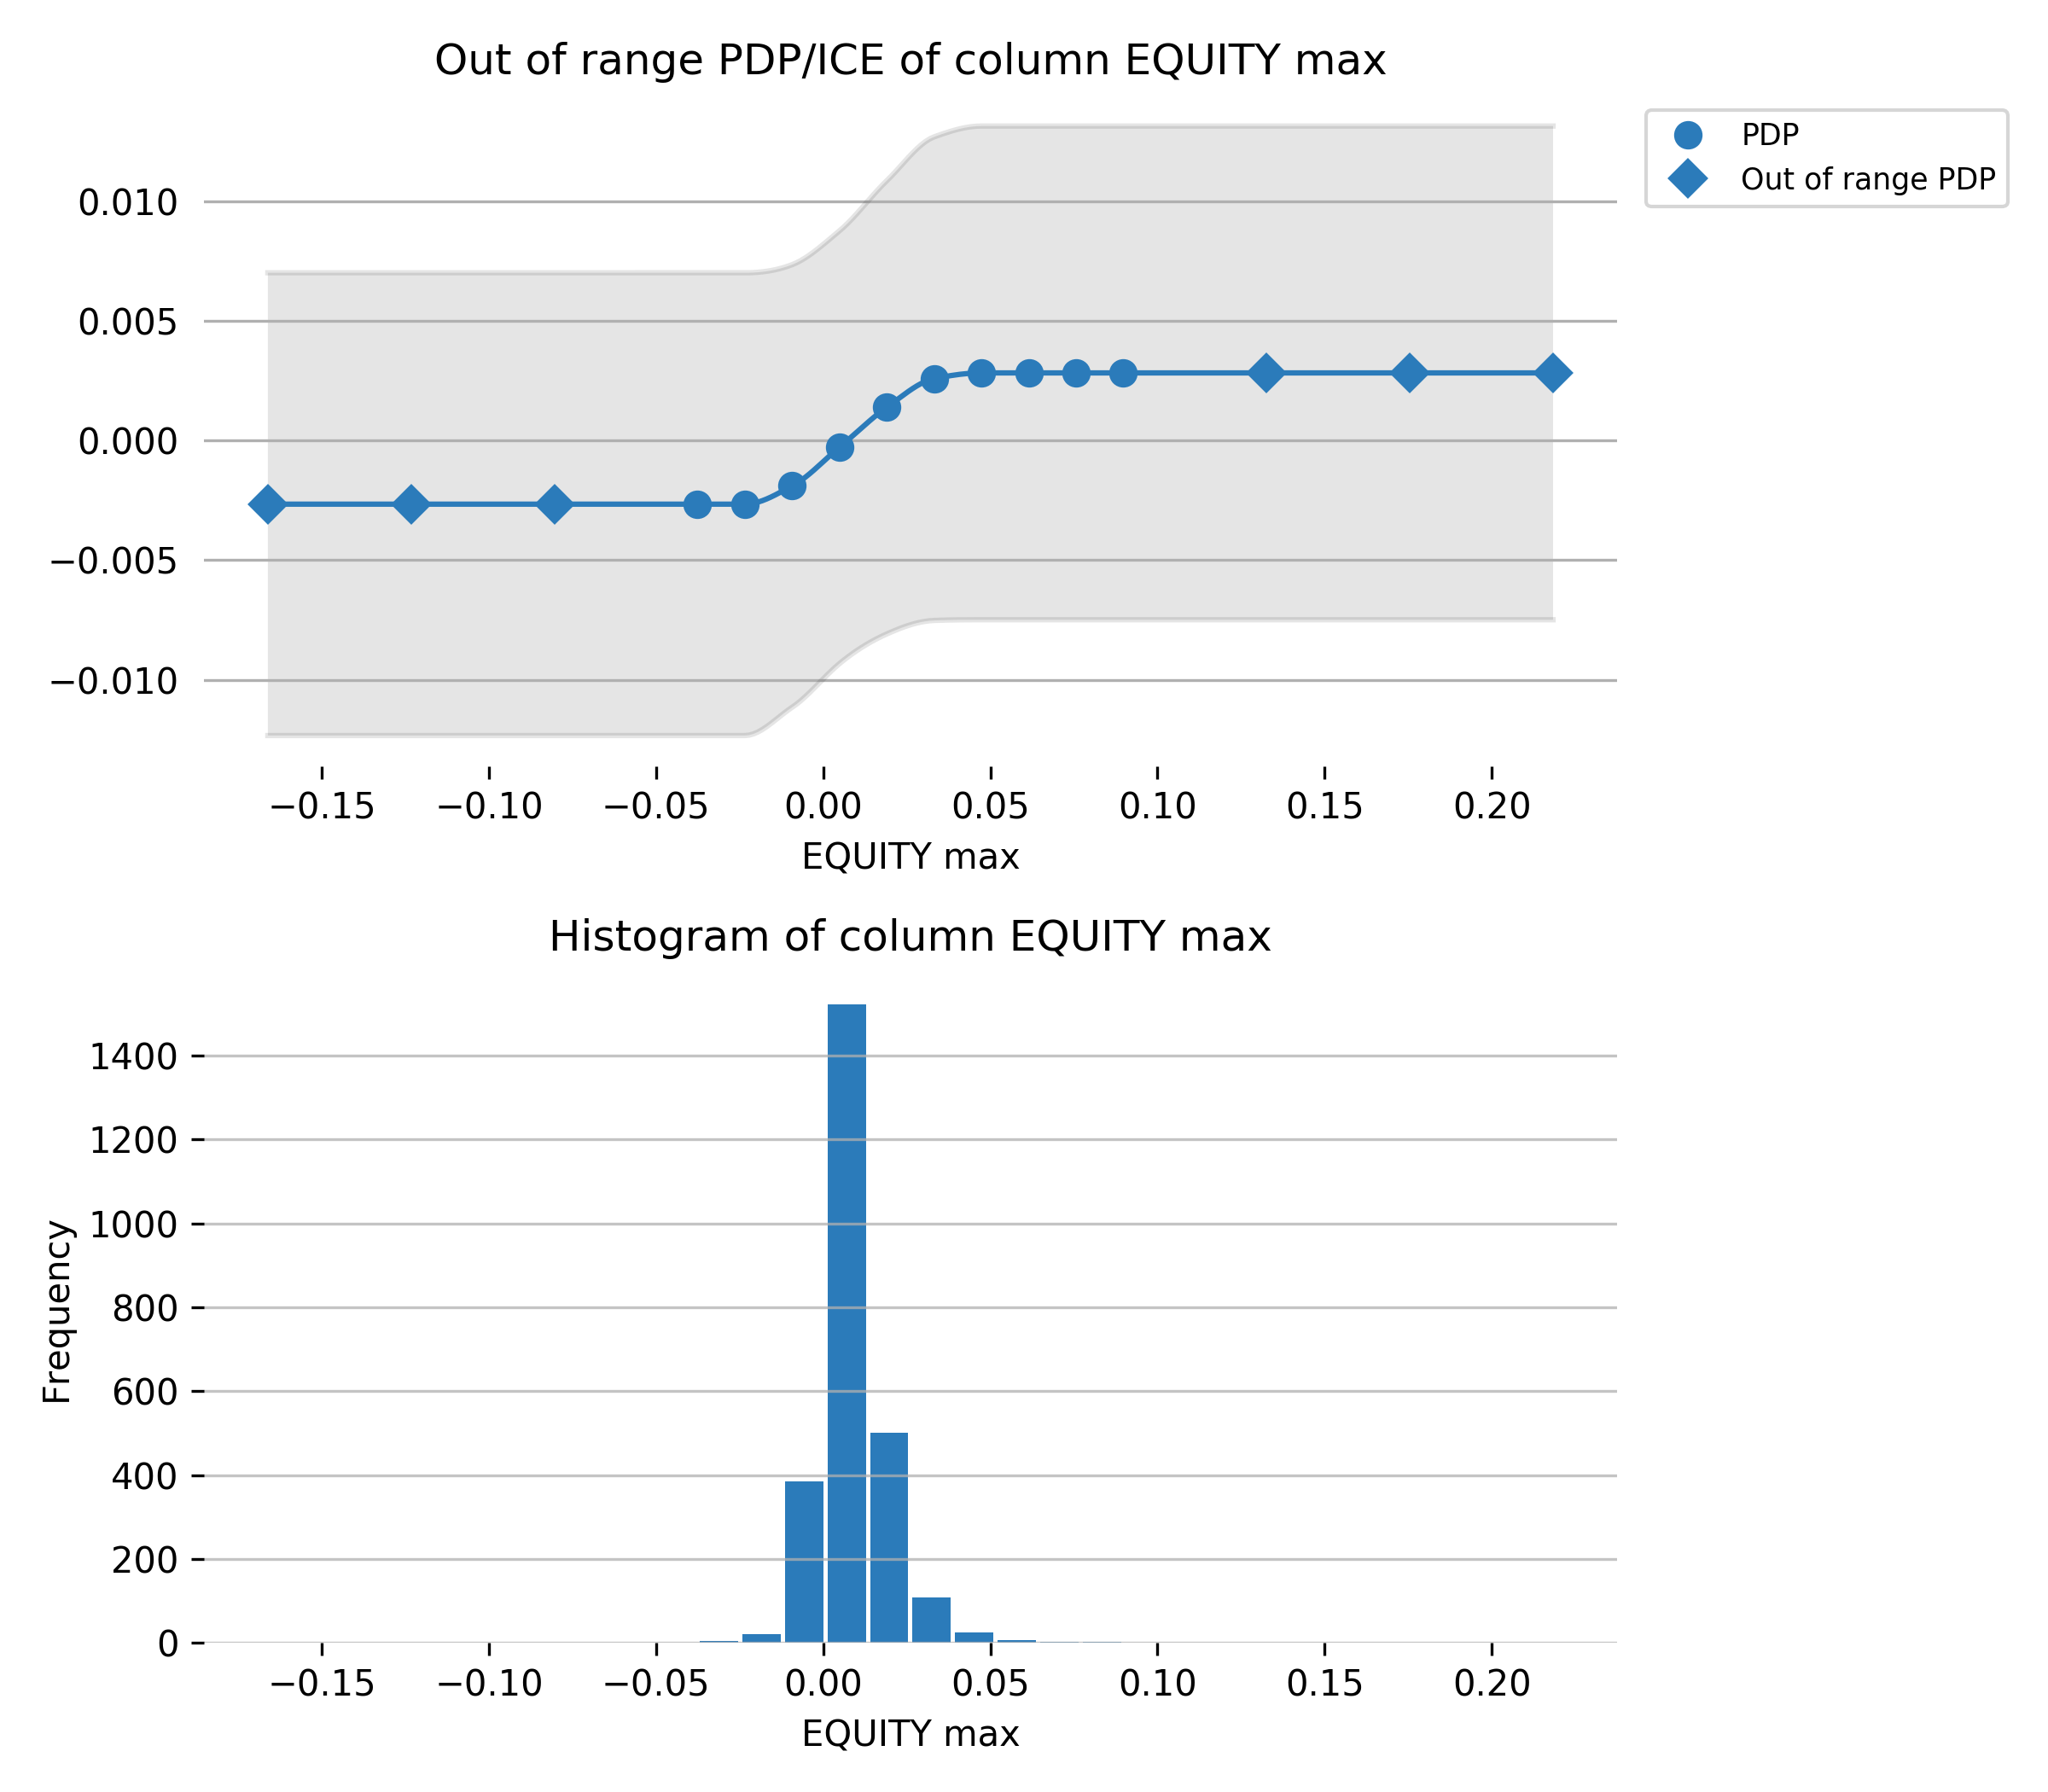 Out of range PDP/ICE of column EQUITY max
PDP
Out of range PDP
0.010
0.005
0.000
−0.005
−0.010
−0.15 −0.10 −0.05 0.00 0.05 0.10 0.15 0.20
EQUITY max
Histogram of column EQUITY max
Frequency
1400
1200
1000
800
600
400
200
0
−0.15 −0.10 −0.05 0.00 0.05 0.10 0.15 0.20
EQUITY max